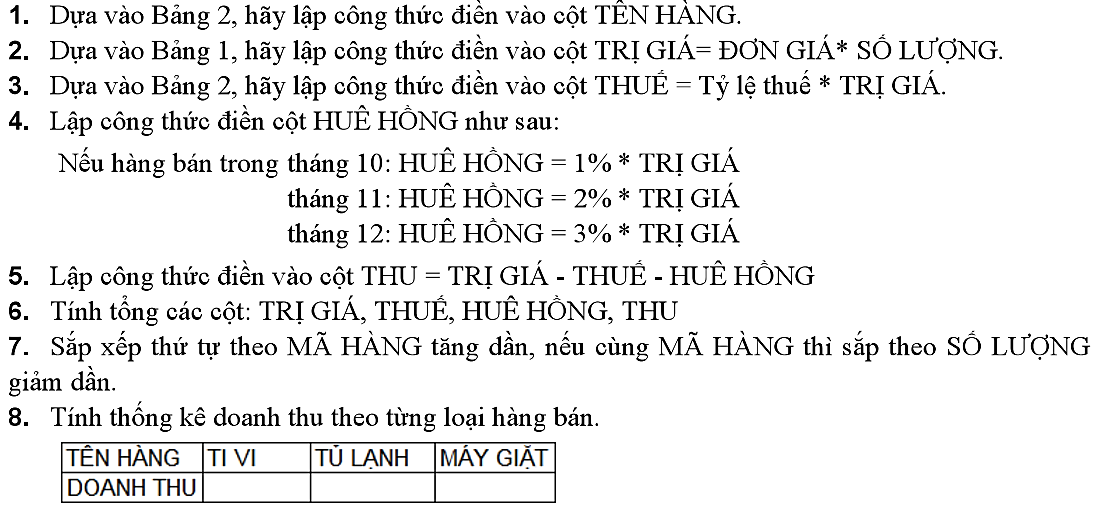 1. Dựa vào Bảng 2, hãy lập công thức điền vào cột TÊN HÀNG.
2. Dựa vào Bảng 1, hãy lập công thức điền vào cột TRỊ GIÁ= ĐƠN GIÁ* SỐ LƯỢNG.
3. Dựa vào Bảng 2, hãy lập công thức điền vào cột THUẾ = Tỷ lệ thuế * TRỊ GIÁ.
4. Lập công thức điền cột HUÊ HỒNG như sau:
Nếu hàng bán trong tháng 10: HUÊ HỒNG = 1% * TRỊ GIÁ
tháng 11: HUÊ HỒNG = 2% * TRỊ GIÁ
tháng 12: HUÊ HỒNG = 3% * TRỊ GIÁ
5. Lập công thức điền vào cột THU = TRỊ GIÁ - THUẾ - HUÊ HỒNG
6. Tính tổng các cột: TRỊ GIÁ, THUẾ, HUÊ HỒNG, THU
7. Sắp xếp thứ tự theo MÃ HÀNG tăng dần, nếu cùng MÃ HÀNG thì sắp theo SỐ LƯỢNG
giảm dần.
8. Tính thống kê doanh thu theo từng loại hàng bán.
TÊN HÀNG TI VI TỦ LẠNH MÁY GIẶT
DOANH THU